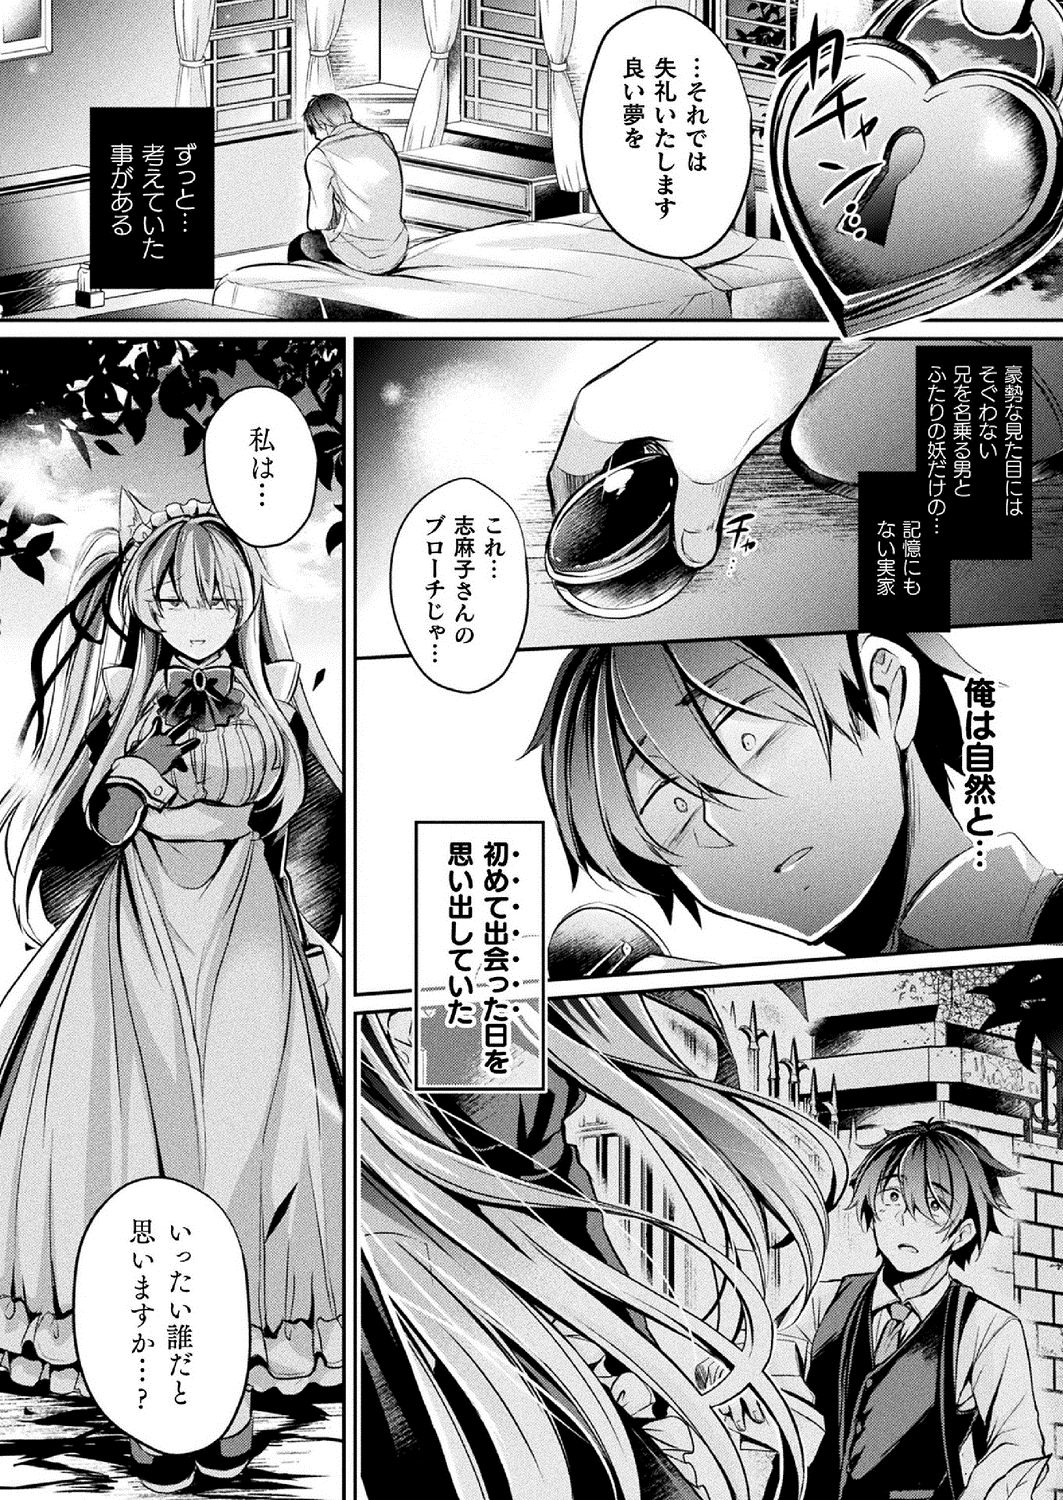 ガチャン…
…それでは
失礼いたします
良い夢を
ずっと…
考えていた
事がある
豪勢な見た目には
そぐわない
兄を名乗る男と
ふたりの妖だけの…
記憶にも
ない実家
チャ
これ…
志麻子さんの
ブローチじゃ…
俺は自然と…
初めて出会った日を
思い出していた
私は…
いったい誰だと
思いますか…?